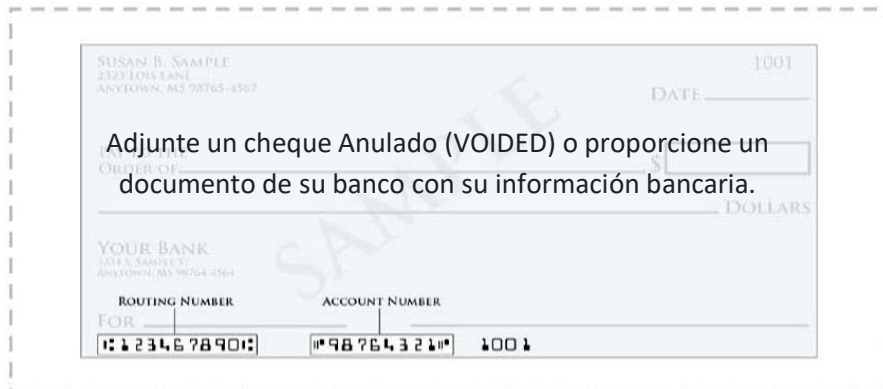 SUSAN B. SAMPLE
2323 LOIS LANE
ANYTOWN, MS 98765-4567
1001
DATE
Adjunte un cheque Anulado (VOIDED) o proporcione un
ORDER OF
$
documento de su banco con su información bancaria.
DOLLARS
SAMPLE
YOUR BANK
ANYTOWN, MS 98764-4564
ROUTING NUMBER ACCOUNT NUMBER
FOR
⑆1234567890⑆ ⑈987654321⑈ 1001